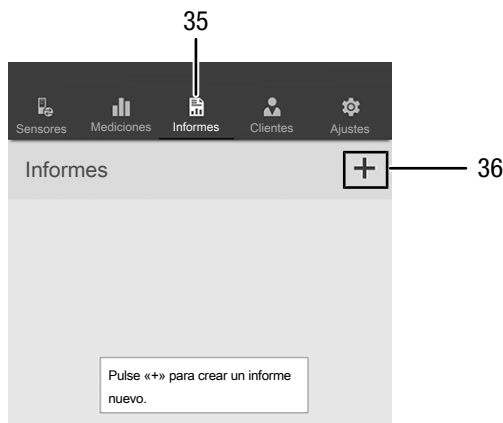 35
Sensores Mediciones Informes Clientes Ajustes
Informes +
36
Pulse «+» para crear un informe
nuevo.